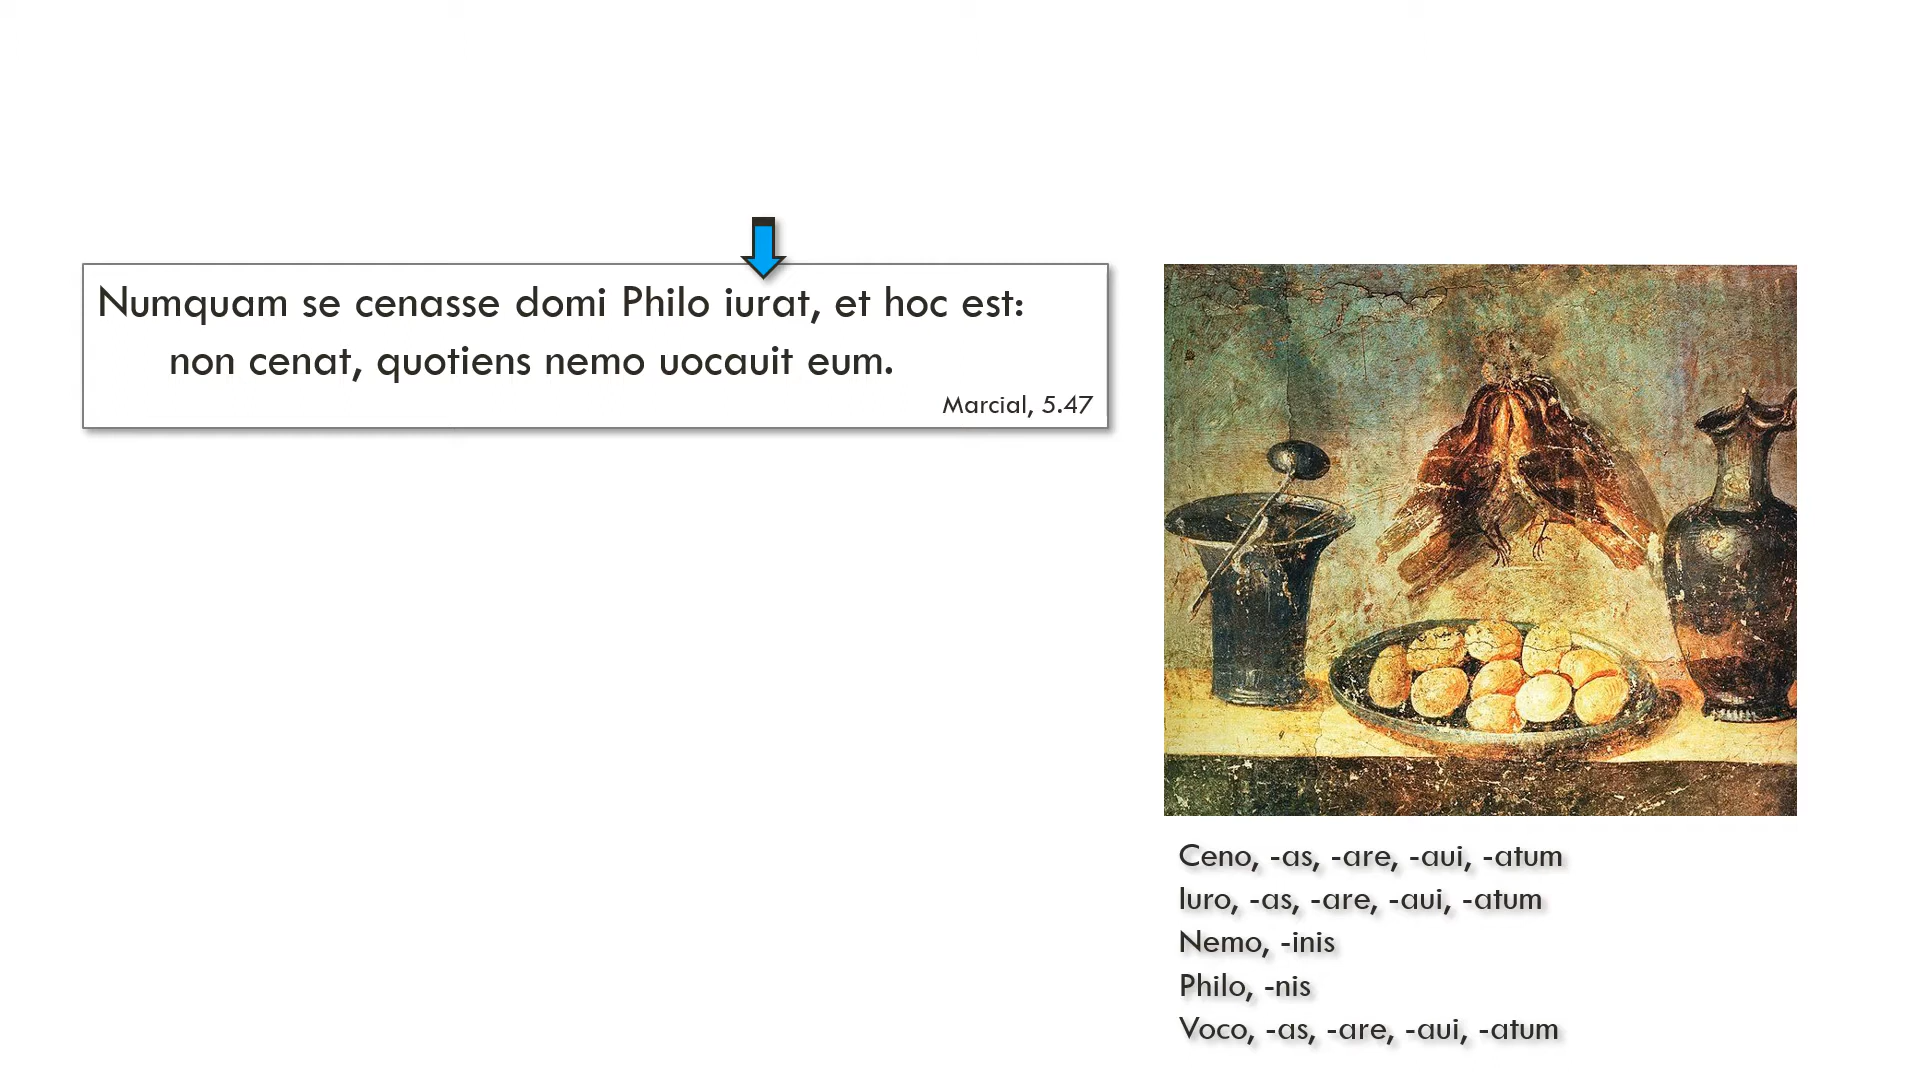 Numquam se cenasse domi Philo iurat, et hoc est:
non cenat, quotiens nemo uocauit eum.
Marcial, 5.47
Ceno, -as, -are, -aui, -atum
Iuro, -as, -are, -aui, -atum
Nemo, -inis
Philo, -nis
Voco, -as, -are, -aui, -atum